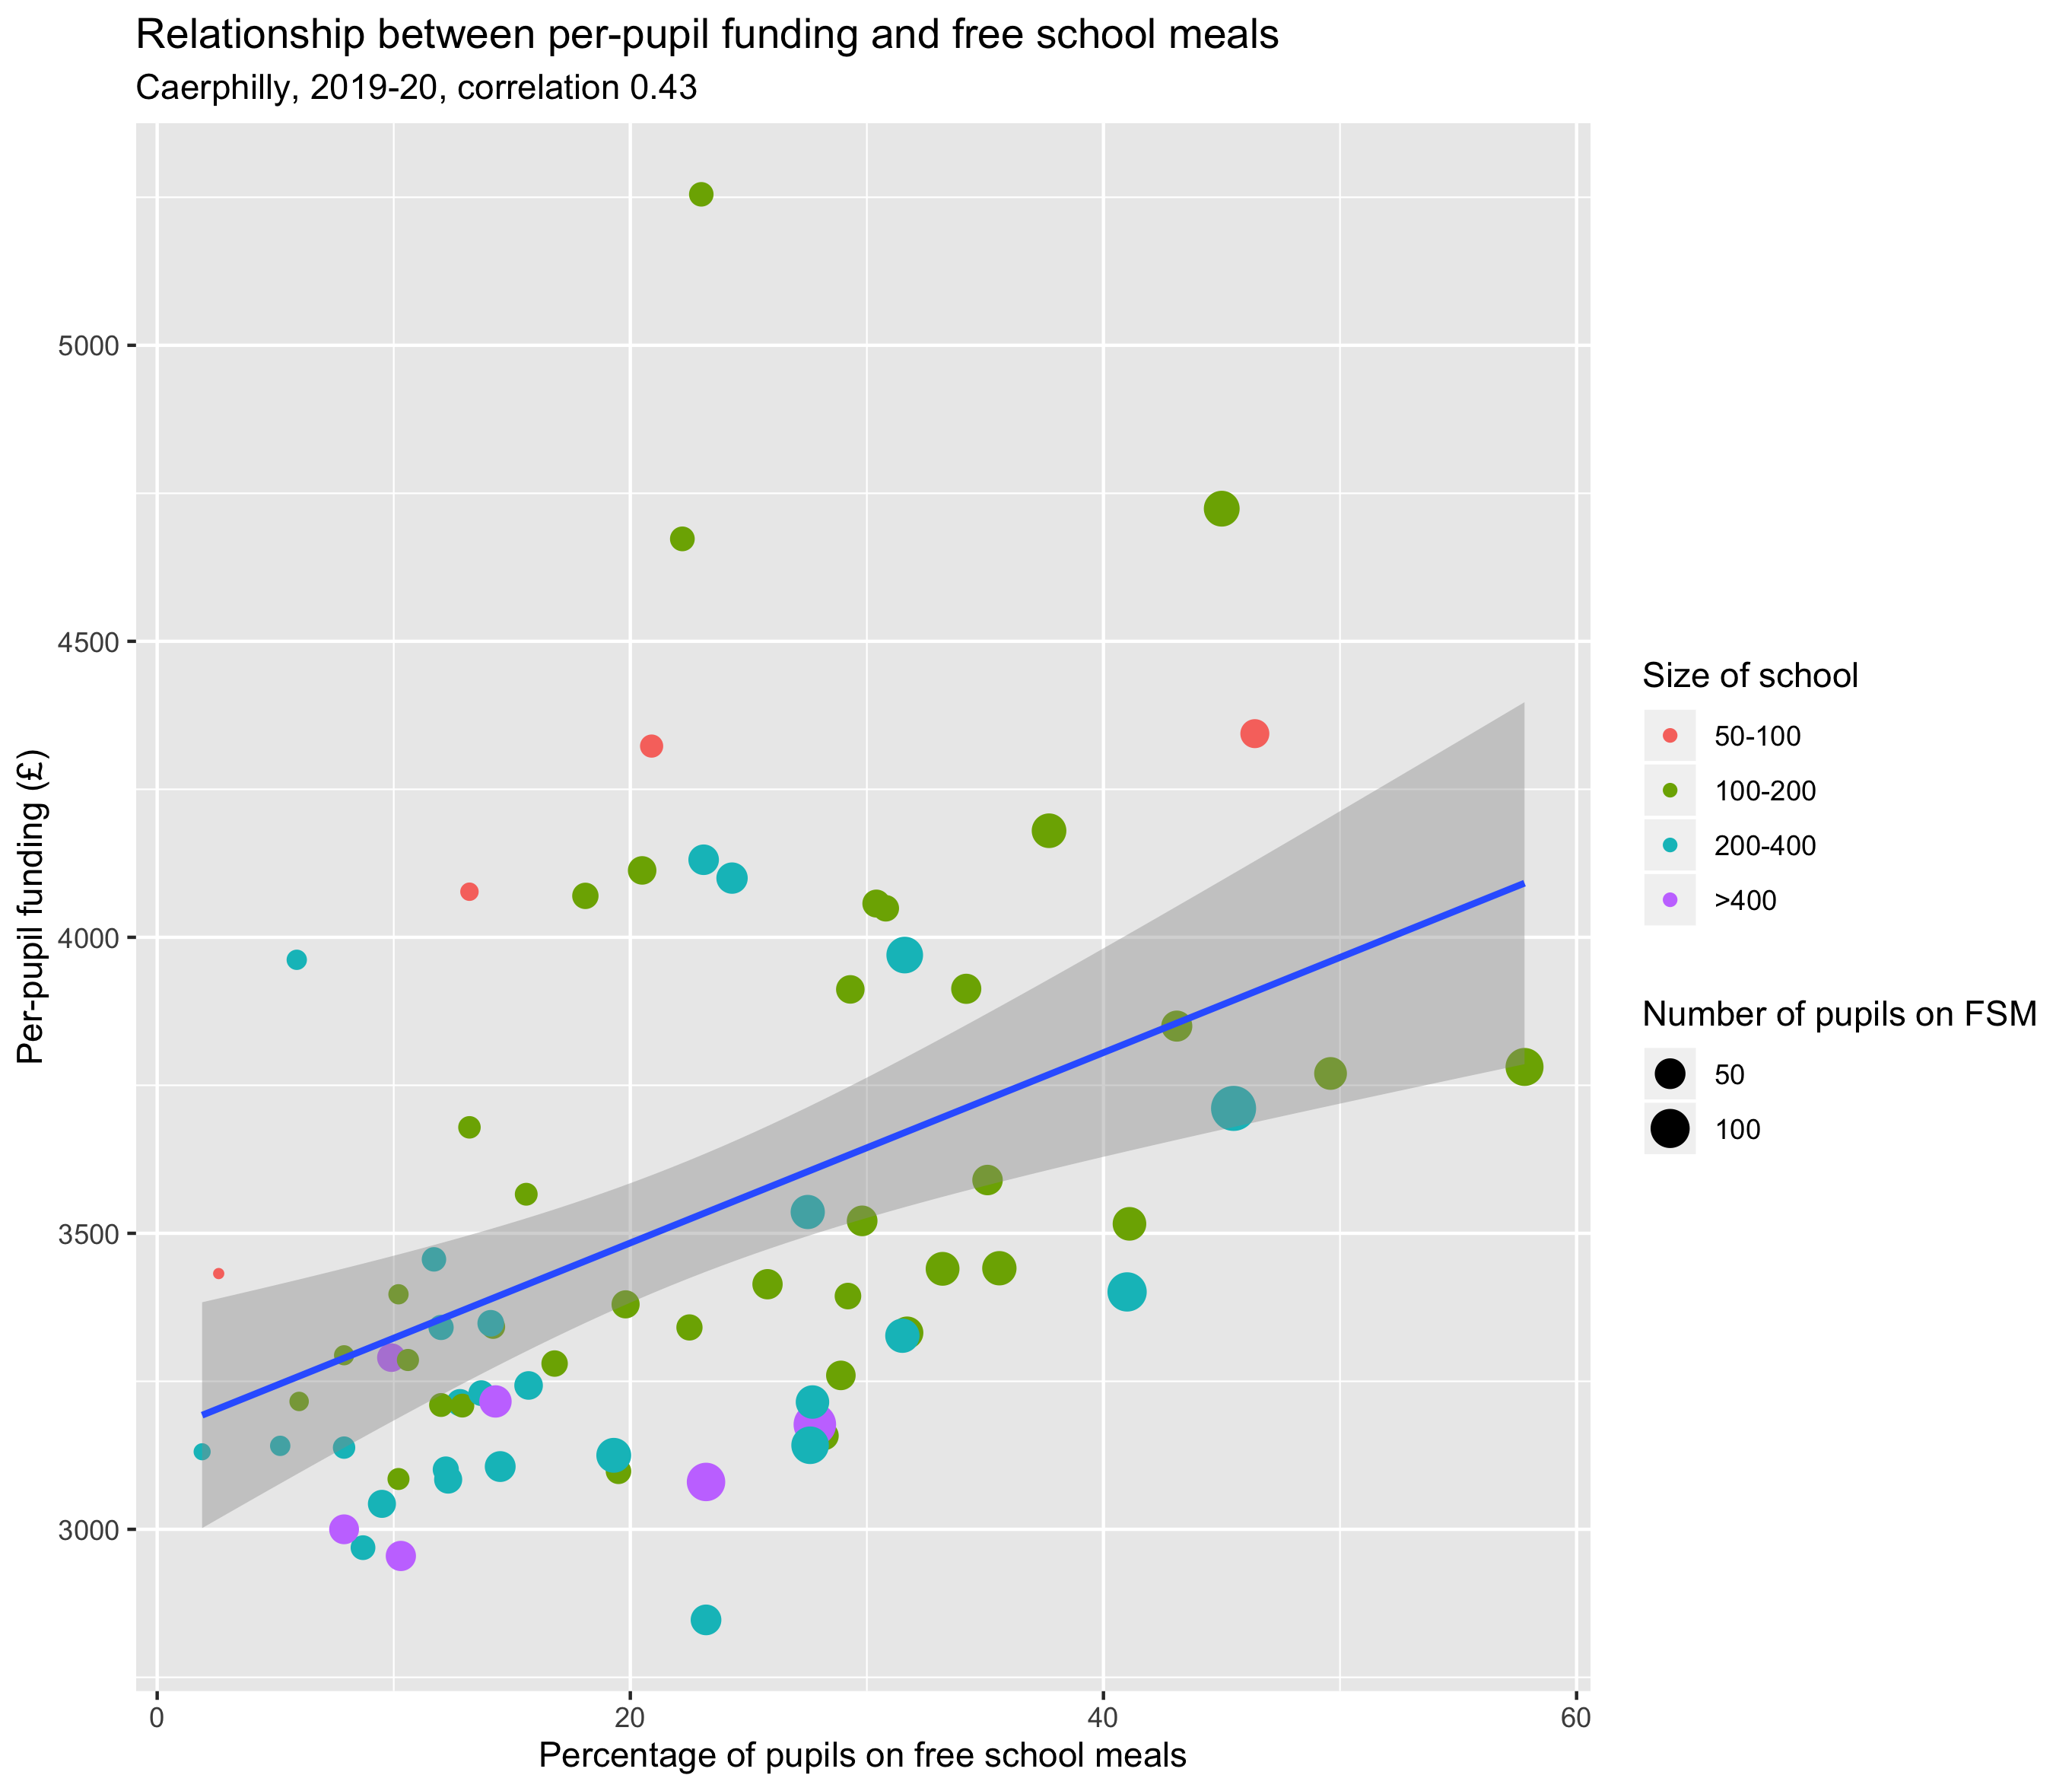 Relationship between per-pupil funding and free school meals
Caerphilly, 2019-20, correlation 0.43
Per-pupil funding (£)
5000
4500
4000
3500
3000
0
20
40
60
Percentage of pupils on free school meals
Size of school
50-100
100-200
200-400
>400
Number of pupils on FSM
50
100